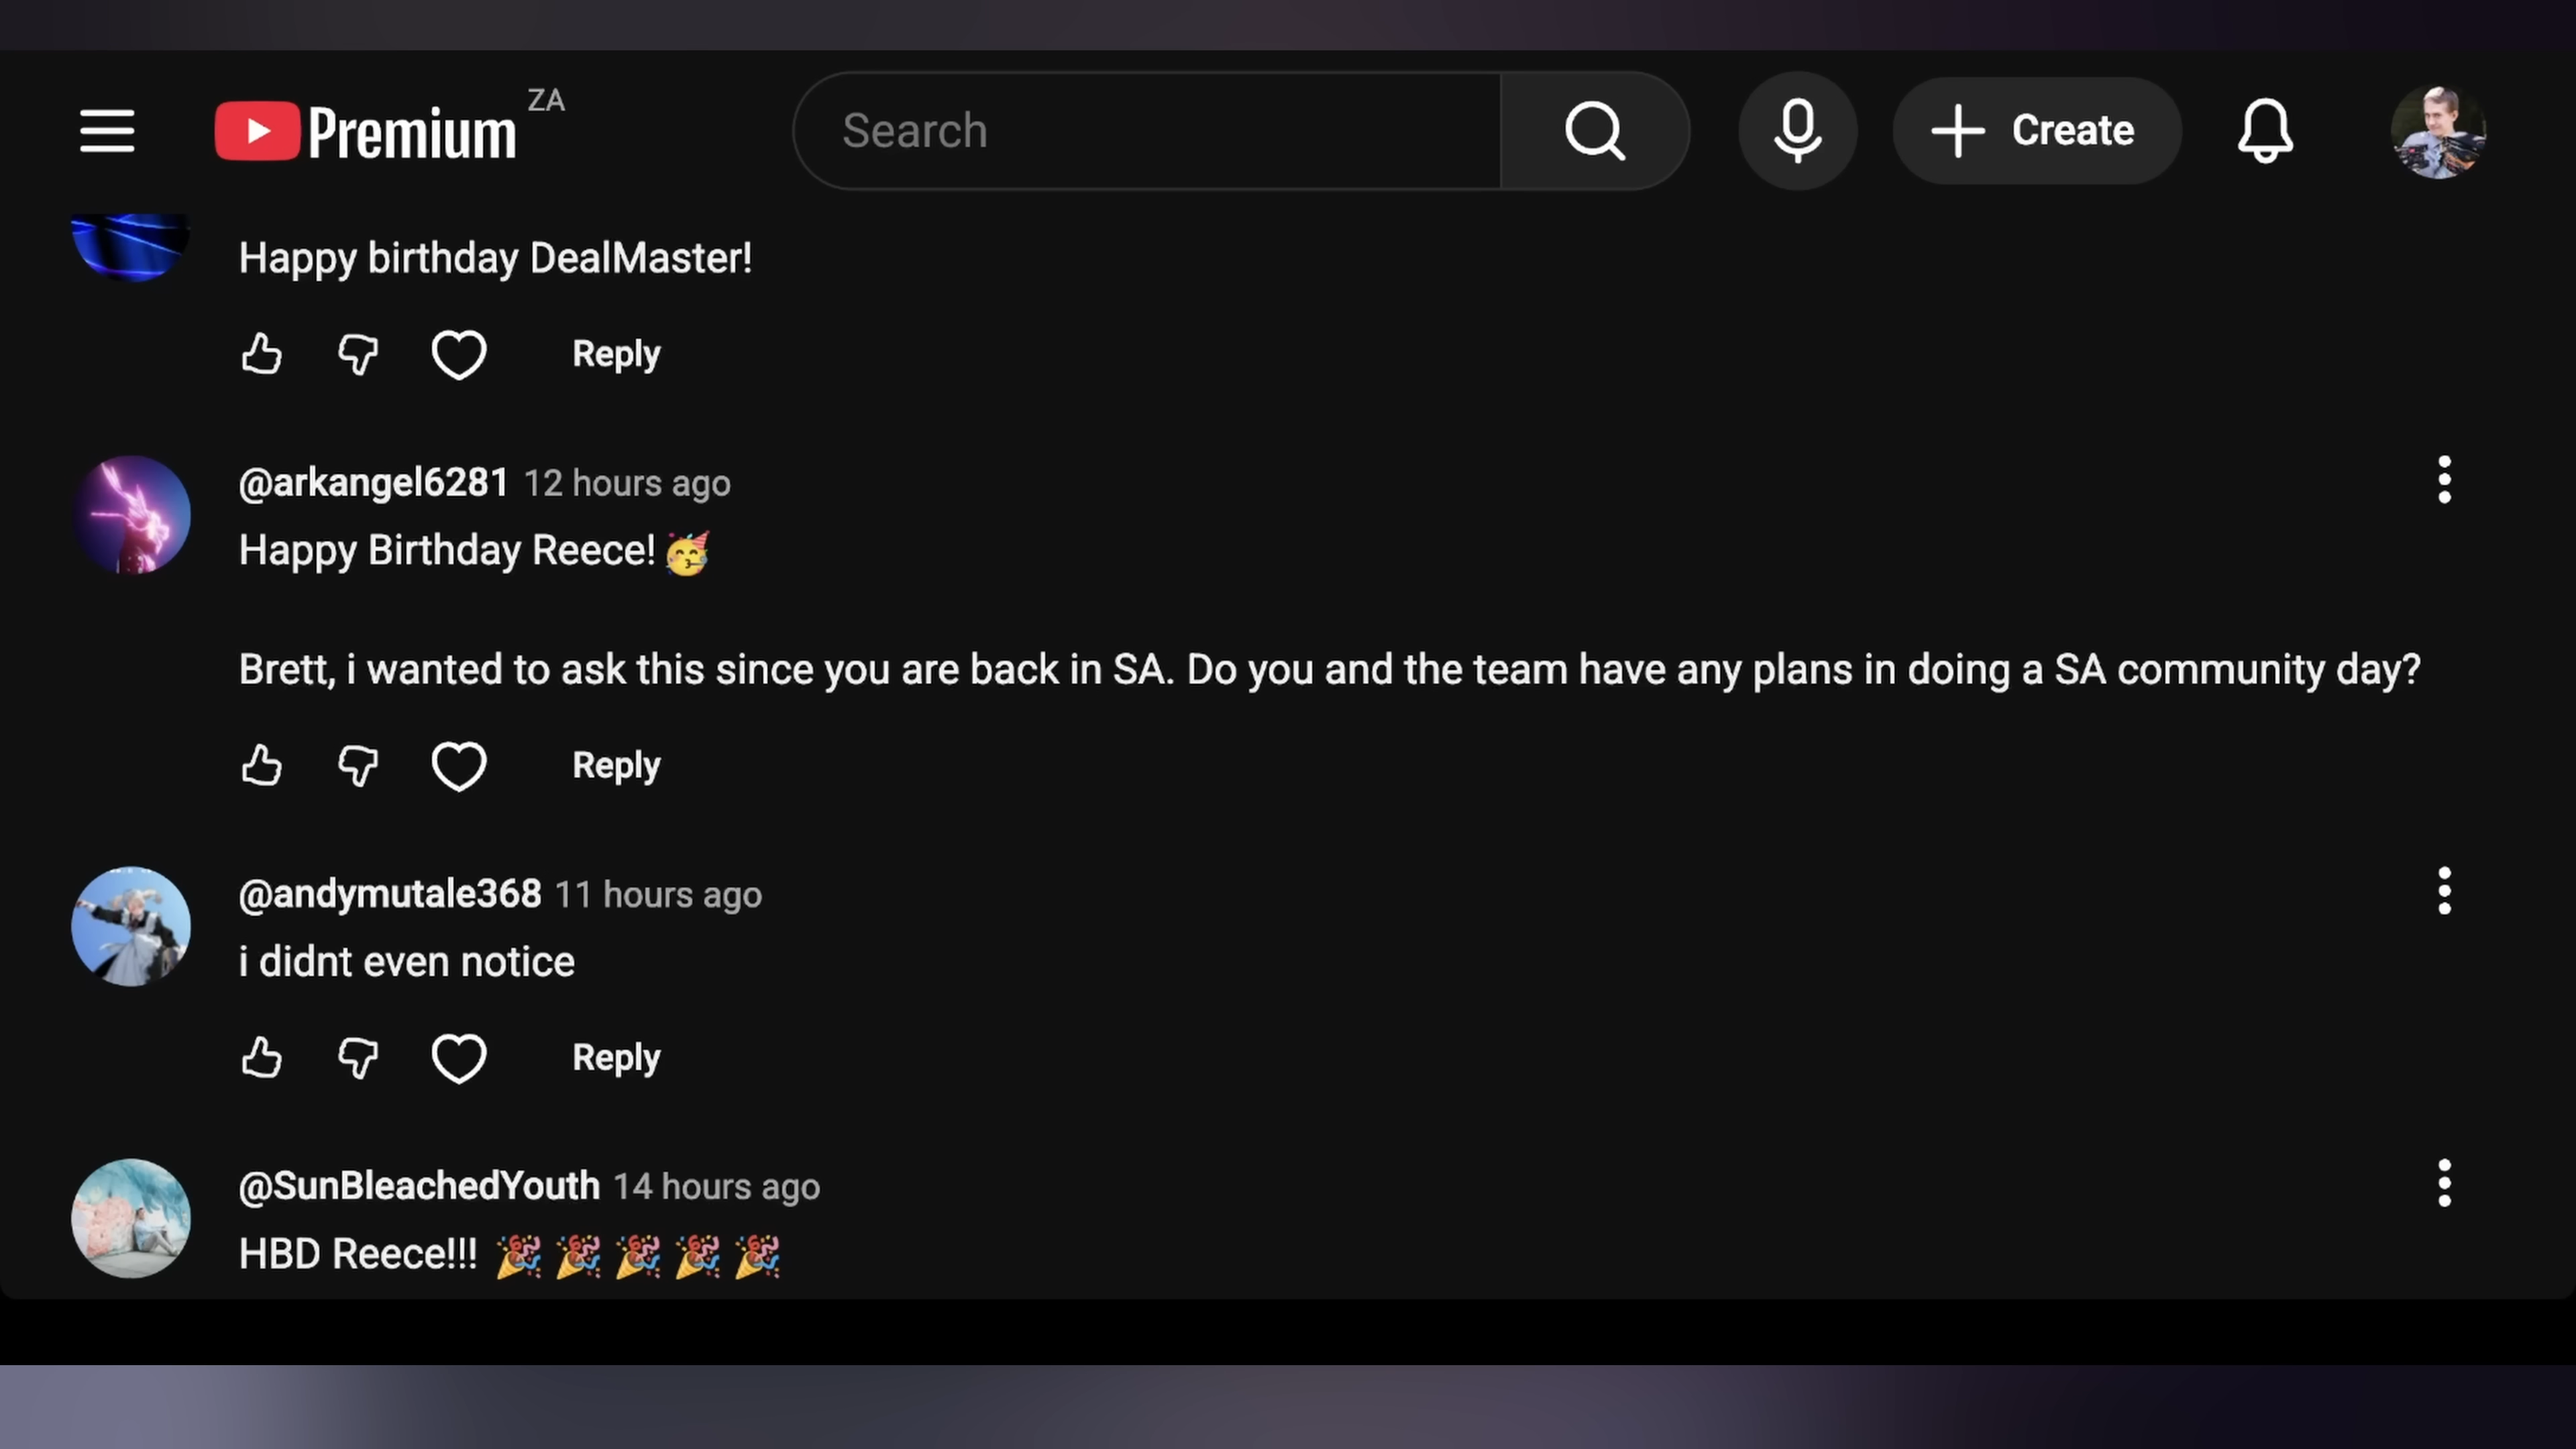 Premium ZA
Search
Create
Happy birthday DealMaster!
Reply
@arkangel6281 12 hours ago
Happy Birthday Reece! 🥳
Brett, i wanted to ask this since you are back in SA. Do you and the team have any plans in doing a SA community day?
Reply
@andymutale368 11 hours ago
i didnt even notice
Reply
@SunBleachedYouth 14 hours ago
HBD Reece!!! 🎉 🎉 🎉 🎉 🎉